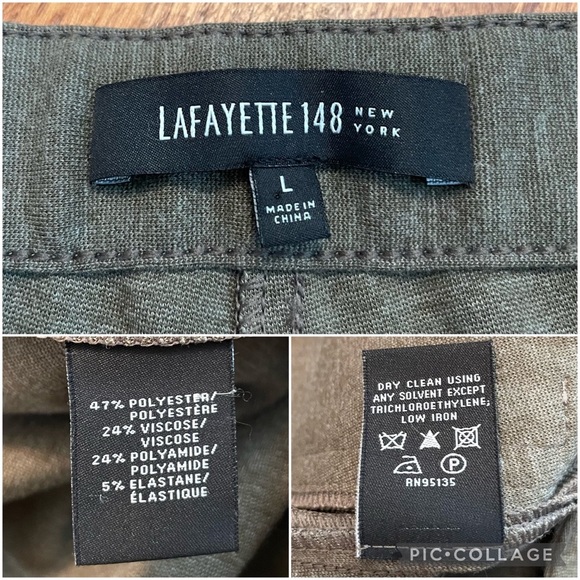 LAFAYETTE 148 NEW YORK
L
MADE IN
CHINA
47% POLYESTER/
POLYESTÈRE
24% VISCOSE/
VISCOSE
24% POLYAMIDE/
POLYAMIDE
5% ELASTANE/
ÉLASTIQUE
DRY CLEAN USING
ANY SOLVENT EXCEPT
TRICHLOROETHYLENE;
LOW IRON
P
RN95135
PIC•COLLAGE